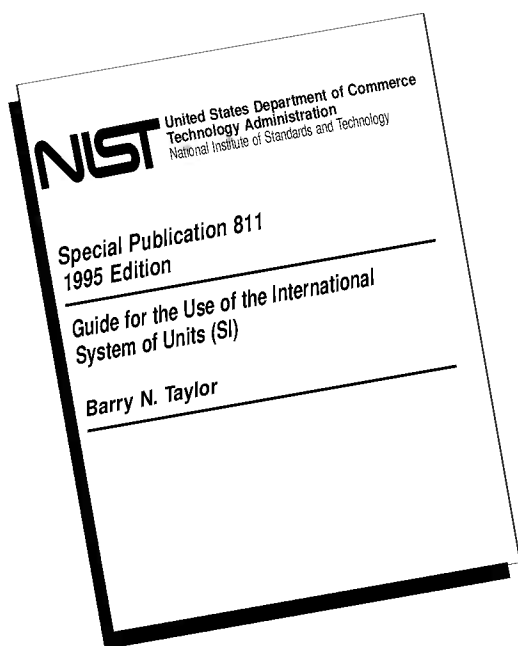 NIST
United States Department of Commerce
Technology Administration
National Institute of Standards and Technology
Special Publication 811
1995 Edition
Guide for the Use of the International
System of Units (SI)
Barry N. Taylor